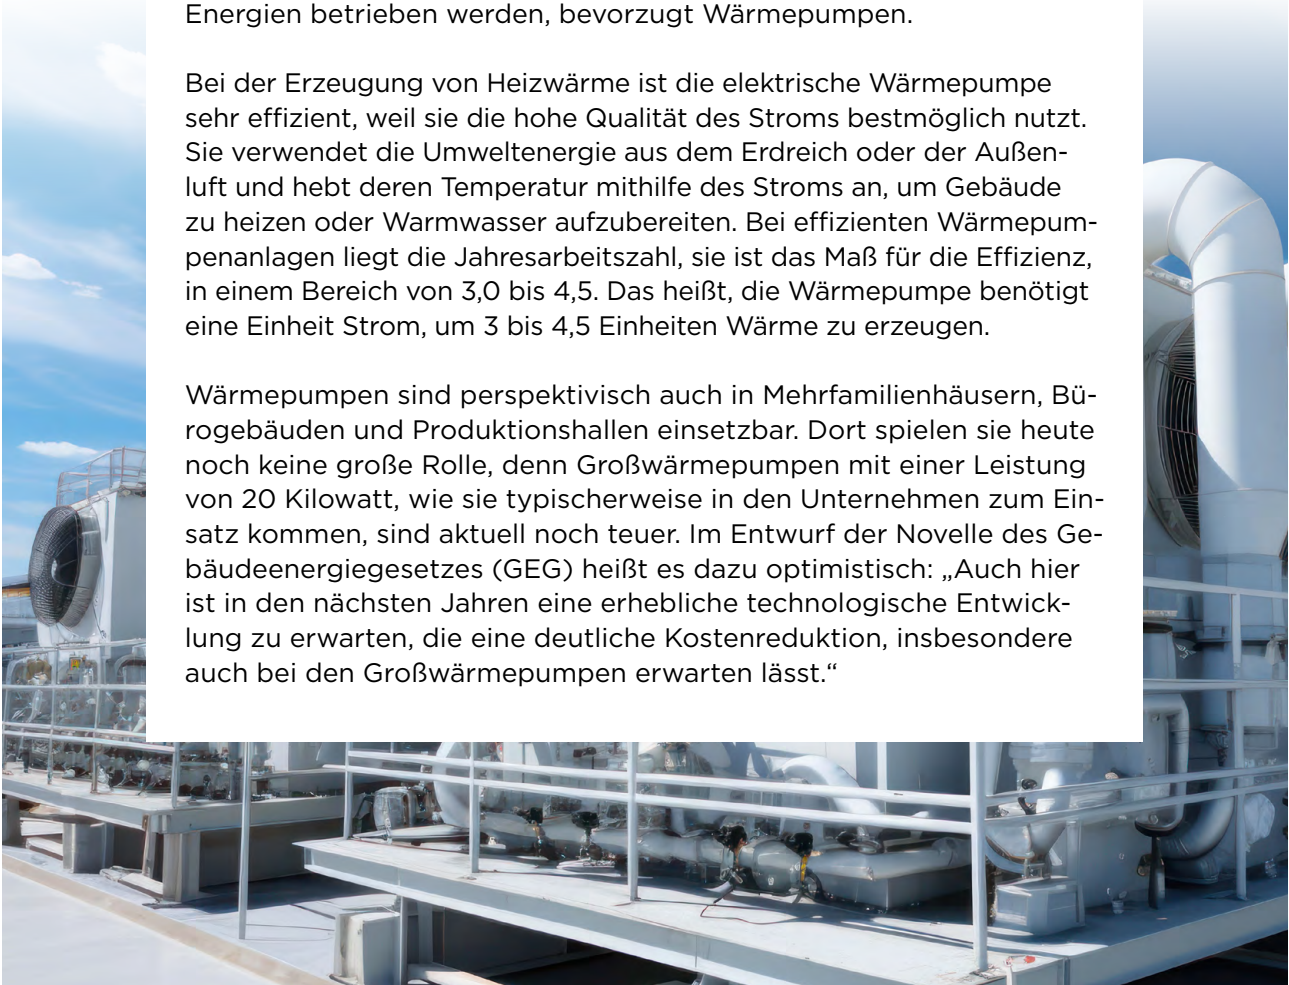 Energien betrieben werden, bevorzugt Wärmepumpen.
Bei der Erzeugung von Heizwärme ist die elektrische Wärmepumpe
sehr effizient, weil sie die hohe Qualität des Stroms bestmöglich nutzt.
Sie verwendet die Umweltenergie aus dem Erdreich oder der Außen-
luft und hebt deren Temperatur mithilfe des Stroms an, um Gebäude
zu heizen oder Warmwasser aufzubereiten. Bei effizienten Wärmepum-
penanlagen liegt die Jahresarbeitszahl, sie ist das Maß für die Effizienz,
in einem Bereich von 3,0 bis 4,5. Das heißt, die Wärmepumpe benötigt
eine Einheit Strom, um 3 bis 4,5 Einheiten Wärme zu erzeugen.
Wärmepumpen sind perspektivisch auch in Mehrfamilienhäusern, Bü-
rogebäuden und Produktionshallen einsetzbar. Dort spielen sie heute
noch keine große Rolle, denn Großwärmepumpen mit einer Leistung
von 20 Kilowatt, wie sie typischerweise in den Unternehmen zum Ein-
satz kommen, sind aktuell noch teuer. Im Entwurf der Novelle des Ge-
bäudeenergiegesetzes (GEG) heißt es dazu optimistisch: „Auch hier
ist in den nächsten Jahren eine erhebliche technologische Entwick-
lung zu erwarten, die eine deutliche Kostenreduktion, insbesondere
auch bei den Großwärmepumpen erwarten lässt.“